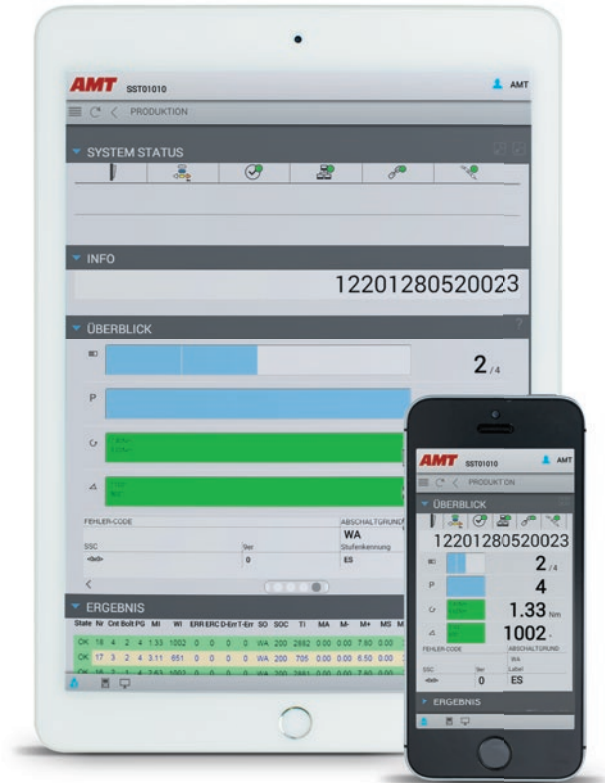 AMT SST01010 AMT
PRODUKTION
SYSTEM STATUS
INFO
12201280520023
ÜBERBLICK
2 /4
P
FEHLER-CODE ABSCHALTGRUND
WA
SSC 9er Stufenkennung
0 ES
ERGEBNIS
State Nr Cnt Bolt PG MI WI ERR ERC D-Err T-Err SO SOC TI MA M- M+ MS
OK 18 4 2 4 1.33 1002 0 0 0 0 WA 200 2882 0.00 0.00 7.80 0.00
OK 17 3 2 4 3.11 651 0 0 0 0 WA 200 705 0.00 0.00 6.50 0.00
AMT SST01010 AMT
PRODUKT ON
ÜBERBLICK
12201280520023
2 /4
P 4
1.33 Nm
1002
FEHLER-CODE ABSCHALTGRUND
WA
SSC 9er Label
0 ES
ERGEBNIS